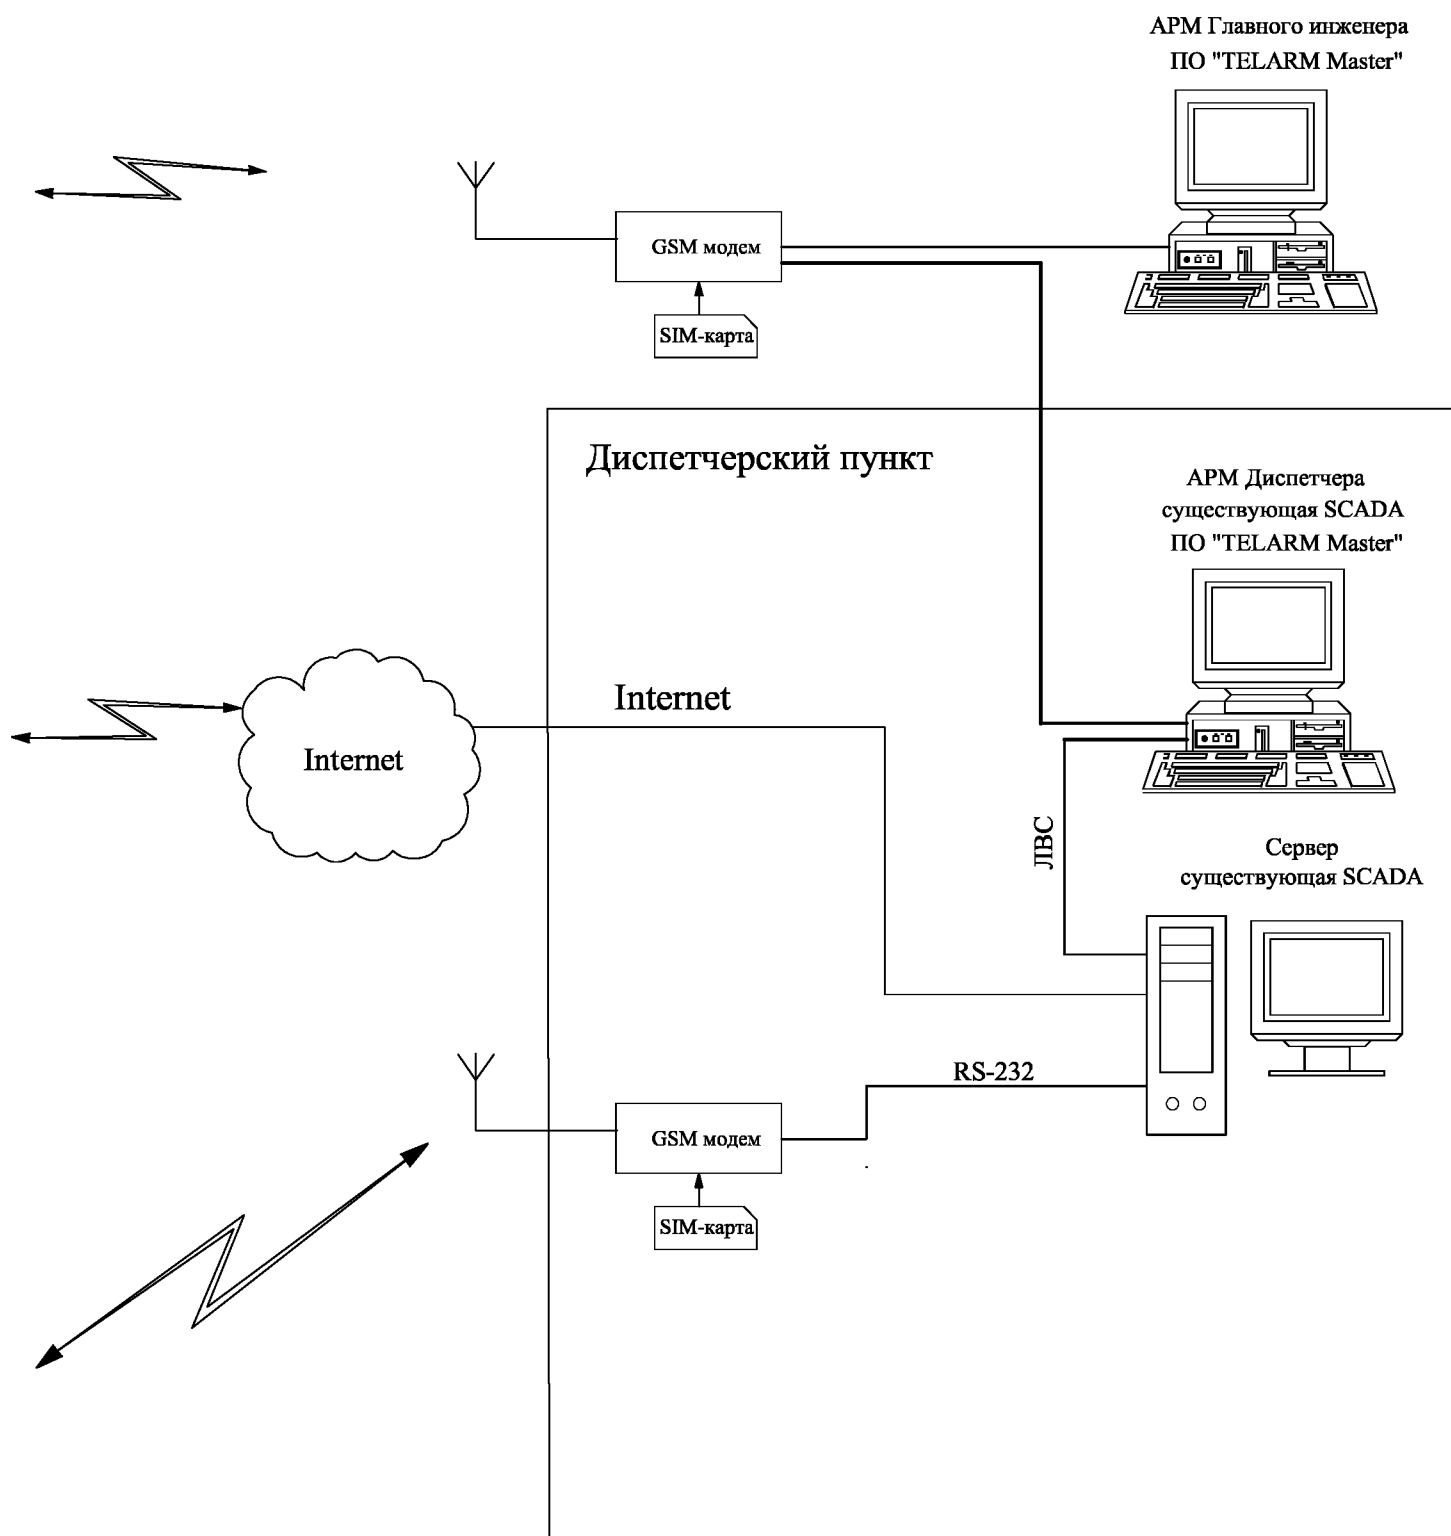 АРМ Главного инженера
ПО "TELARM Master"
GSM модем
SIM-карта
Диспетчерский пункт
АРМ Диспетчера
существующая SCADA
ПО "TELARM Master"
Internet
Internet
ЛВС
Сервер
существующая SCADA
RS-232
GSM модем
SIM-карта